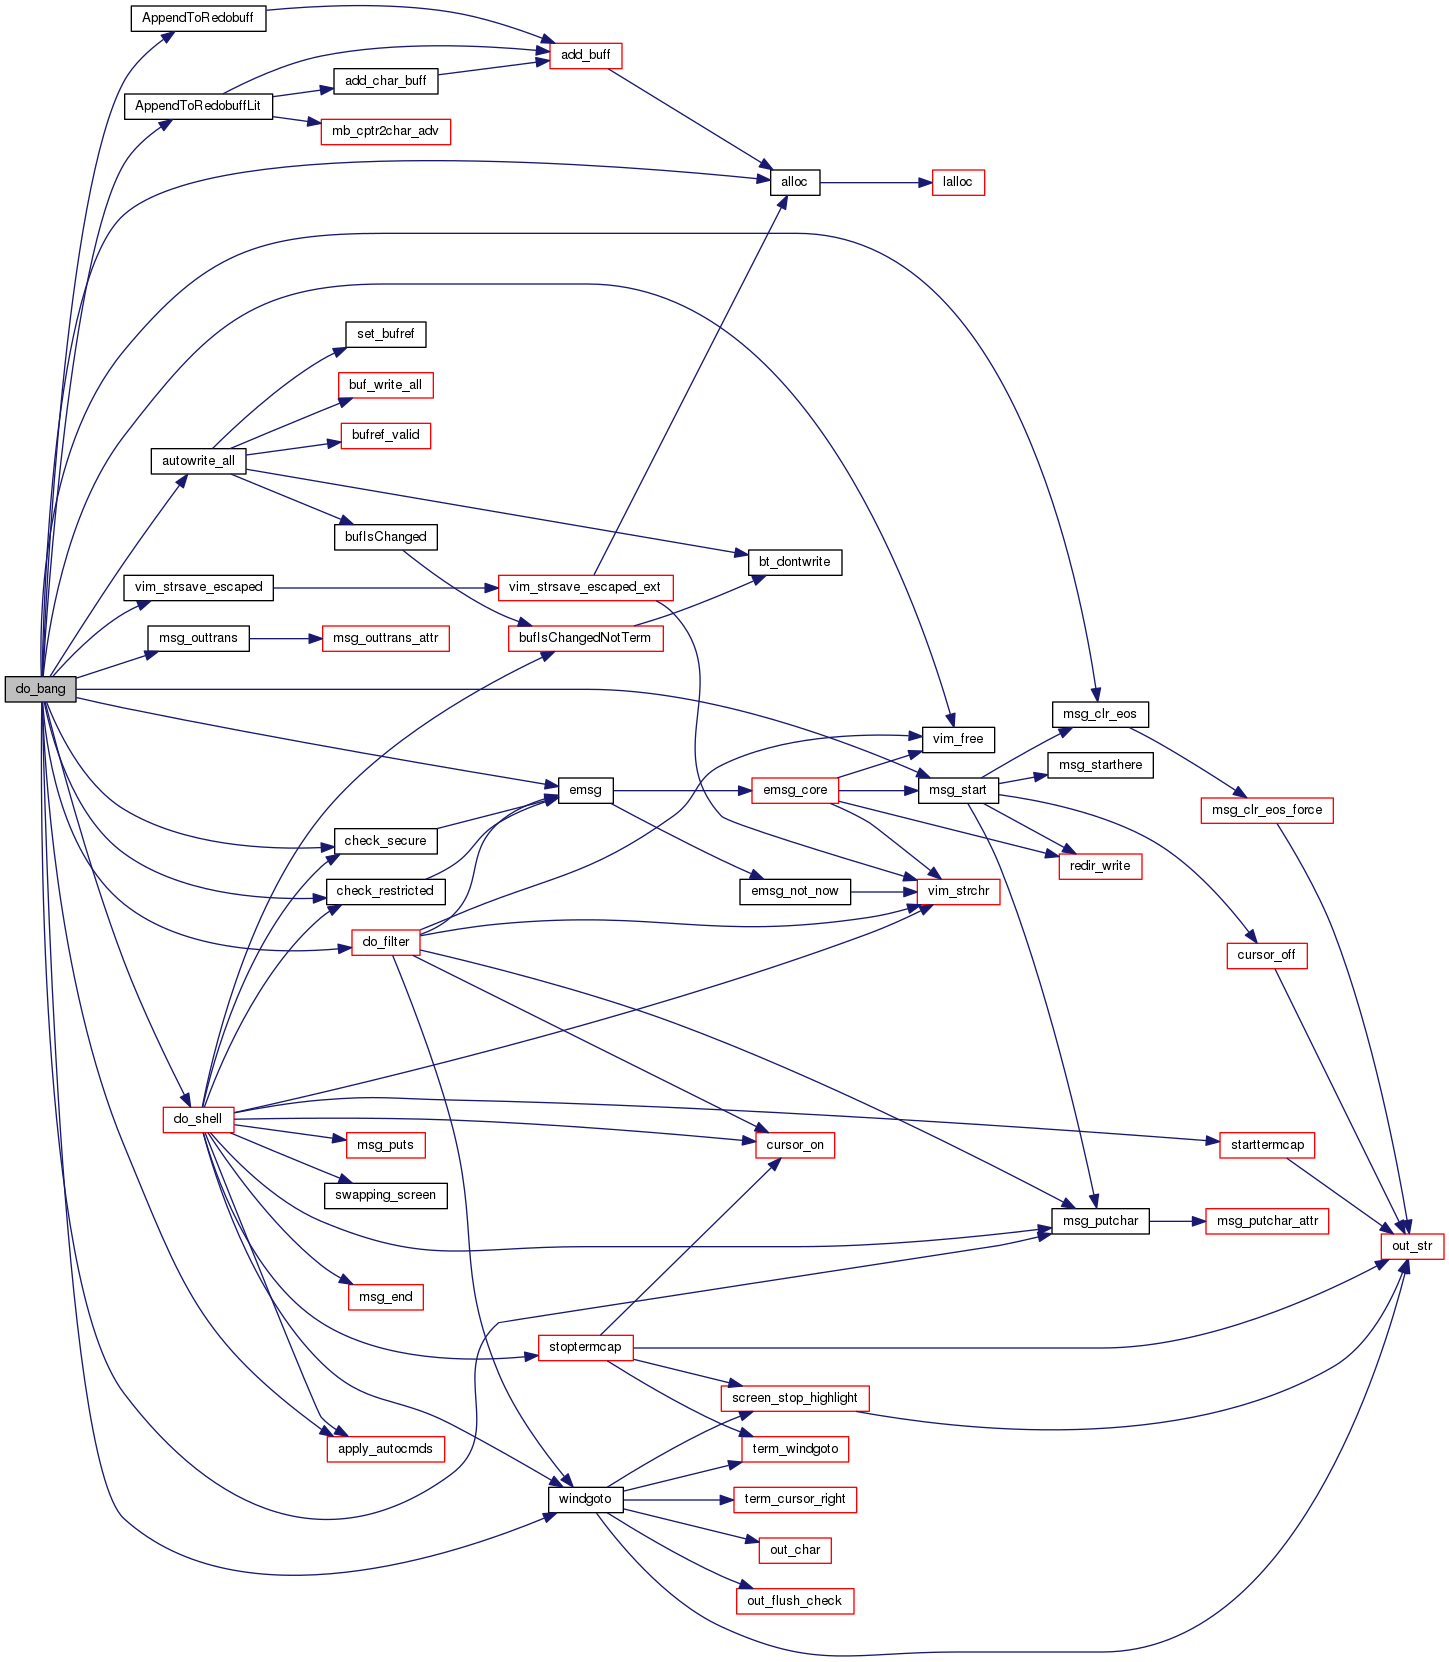 AppendToRedobuff
add_buff
add_char_buff
AppendToRedobuffLit
mb_cptr2char_adv
alloc
lalloc
set_bufref
buf_write_all
bufref_valid
autowrite_all
bufIsChanged
bt_dontwrite
vim_strsave_escaped
vim_strsave_escaped_ext
msg_outtrans
msg_outtrans_attr
bufIsChangedNotTerm
do_bang
msg_clr_eos
vim_free
msg_starthere
emsg
emsg_core
msg_start
msg_clr_eos_force
check_secure
redir_write
check_restricted
emsg_not_now
vim_strchr
do_filter
cursor_off
do_shell
msg_puts
cursor_on
starttermcap
swapping_screen
msg_putchar
msg_putchar_attr
out_str
msg_end
stoptermcap
screen_stop_highlight
apply_autocmds
term_windgoto
windgoto
term_cursor_right
out_char
out_flush_check